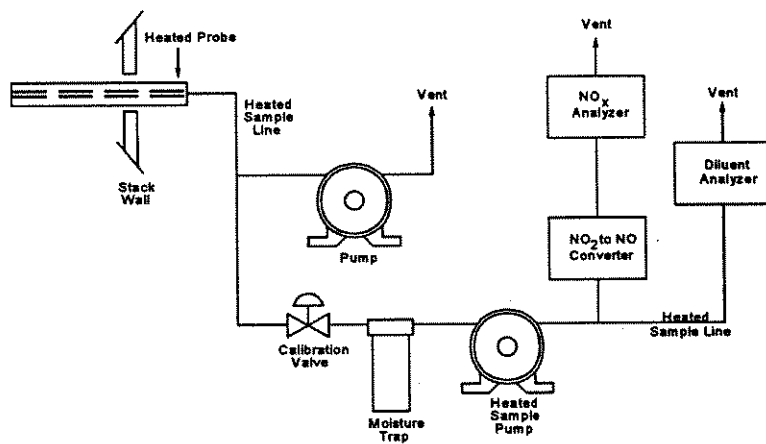 Heated Probe
Heated
Sample
Line
Stack
Wall
Vent
Pump
Vent
NOx
Analyzer
Vent
Diluent
Analyzer
NO2 to NO
Converter
Calibration
Valve
Moisture
Trap
Heated
Sample
Pump
Heated
Sample Line